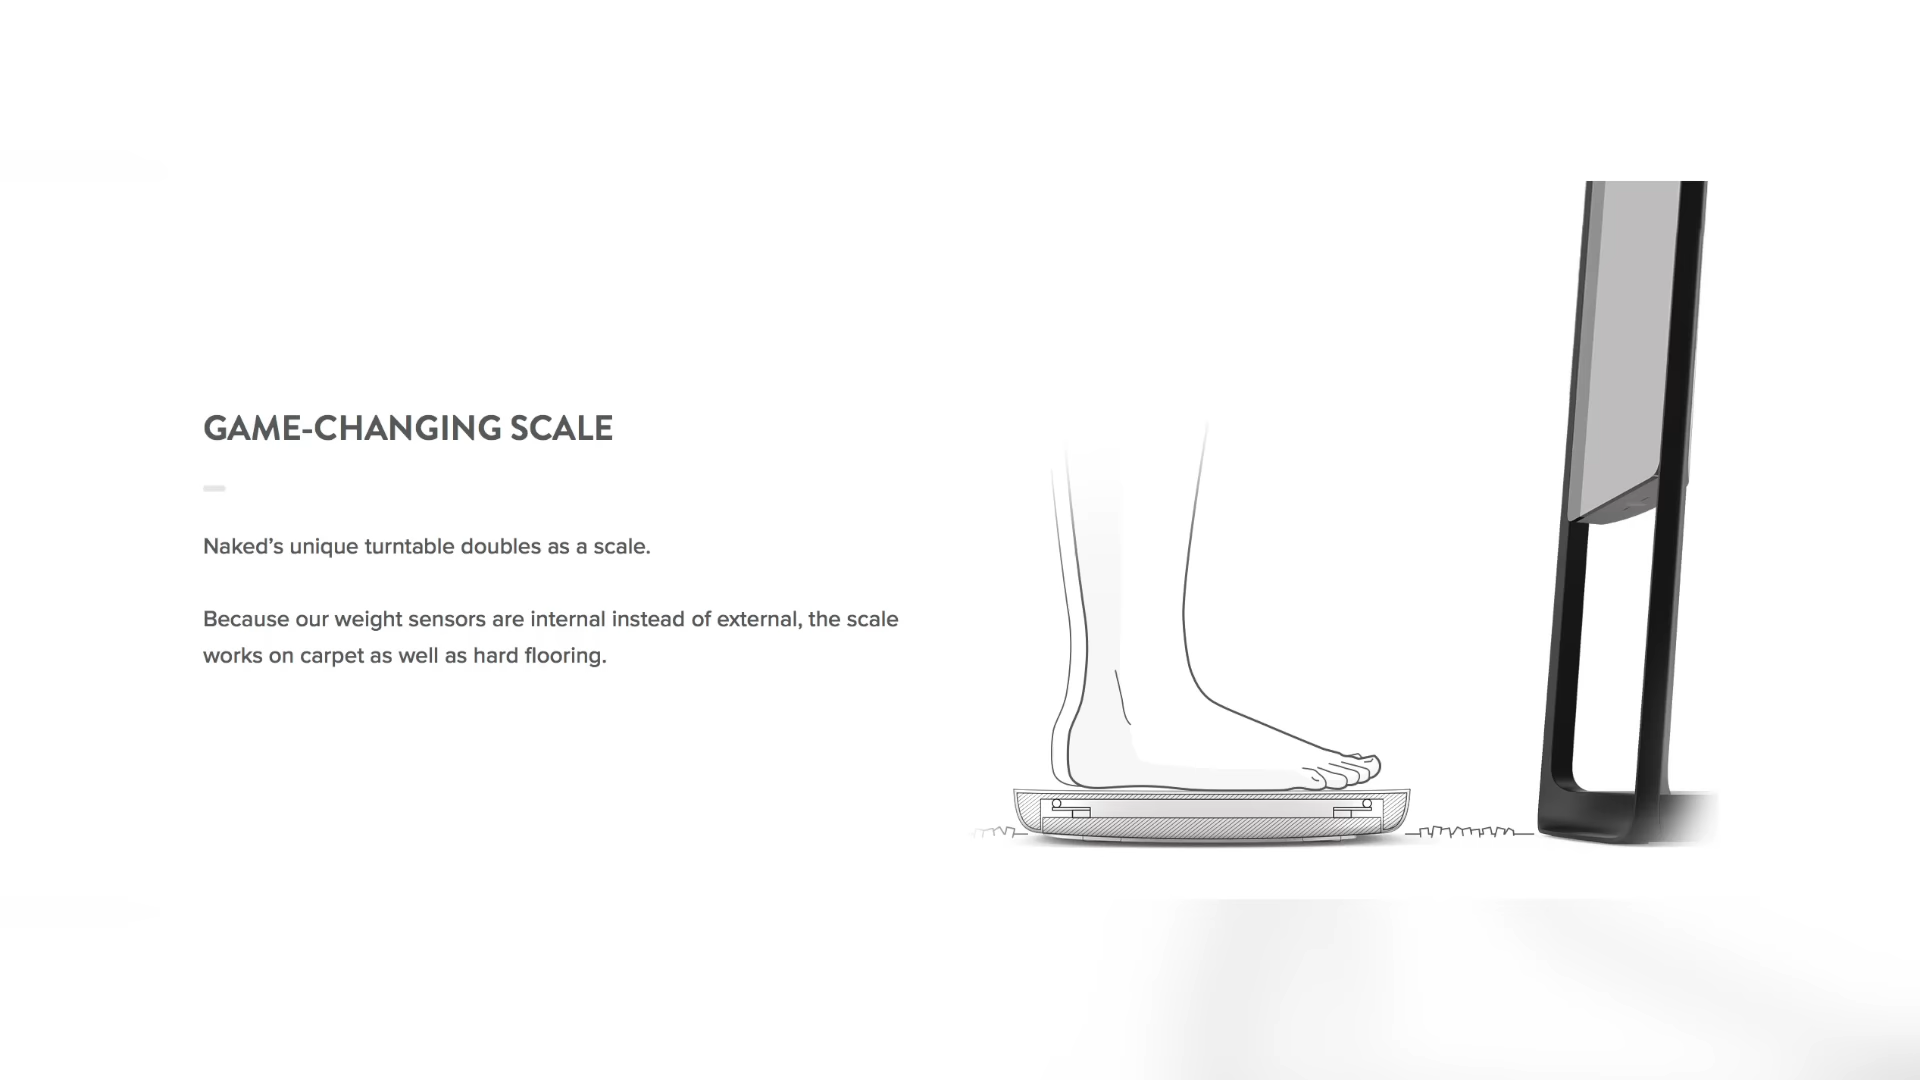 GAME-CHANGING SCALE
Naked’s unique turntable doubles as a scale.
Because our weight sensors are internal instead of external, the scale
works on carpet as well as hard flooring.